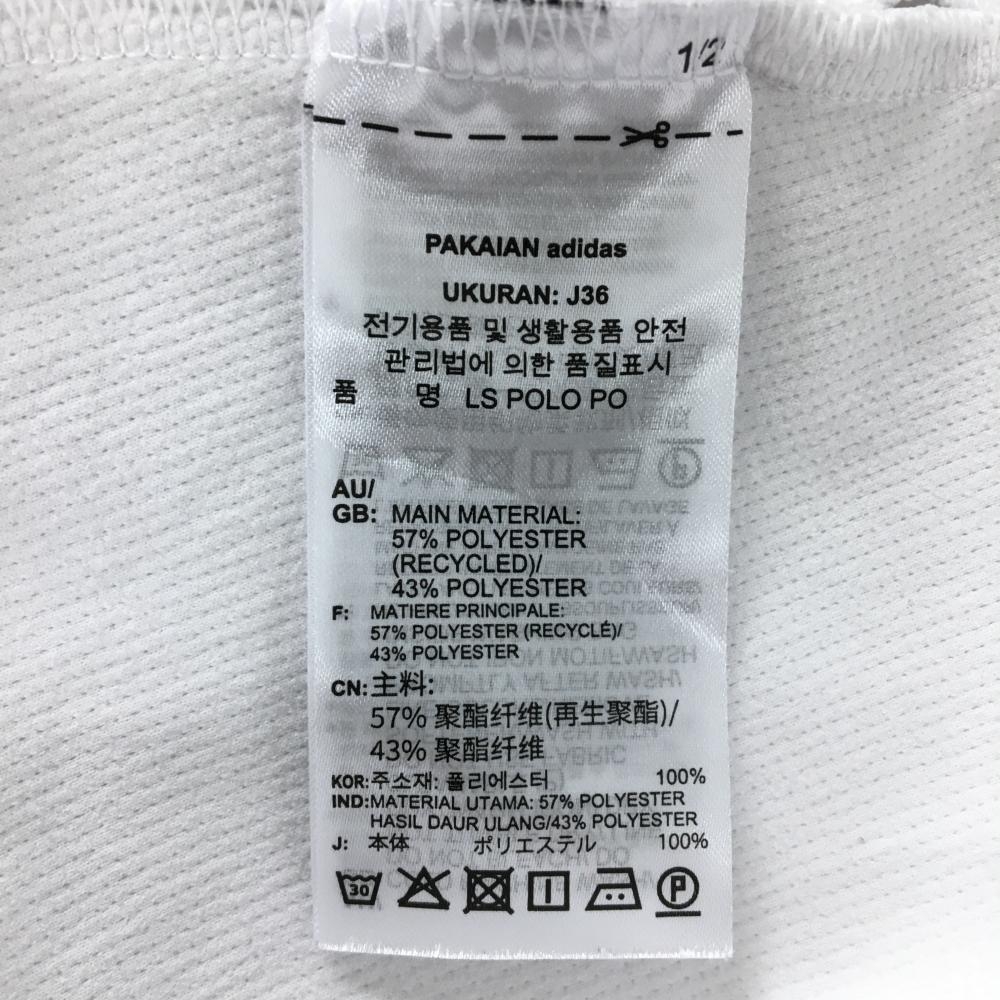 1/2
PAKAIAN adidas
UKURAN: J36
전기용품 및 생활용품 안전
관리법에 의한 품질표시
품 명 LS POLO PO
AU/
GB: MAIN MATERIAL:
57% POLYESTER
(RECYCLED)/
43% POLYESTER
F: MATIERE PRINCIPALE:
57% POLYESTER (RECYCLÉ)/
43% POLYESTER
CN: 主料:
57% 聚酯纤维(再生聚酯)/
43% 聚酯纤维
KOR: 주소재: 폴리에스터 100%
IND: MATERIAL UTAMA: 57% POLYESTER
HASIL DAUR ULANG/43% POLYESTER
J: 本体 ポリエステル 100%
30 P